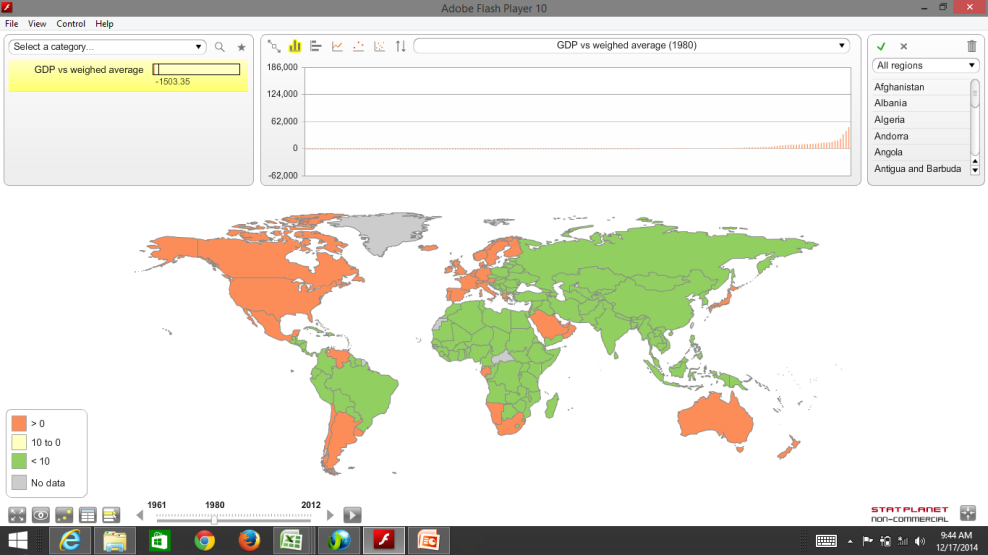 Adobe Flash Player 10
File View Control Help
Select a category...
GDP vs weighed average
-1503.35
GDP vs weighed average (1980)
186,000
124,000
62,000
0
-62,000
All regions
Afghanistan
Albania
Algeria
Andorra
Angola
Antigua and Barbuda
> 0
10 to 0
< 10
No data
1961 1980 2012
STATPLANET
NON-COMMERCIAL
9:44 AM
12/17/2014